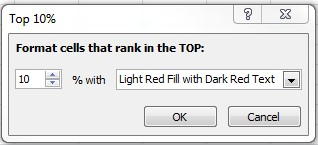 Top 10%
?
Format cells that rank in the TOP:
10 % with Light Red Fill with Dark Red Text
OK Cancel